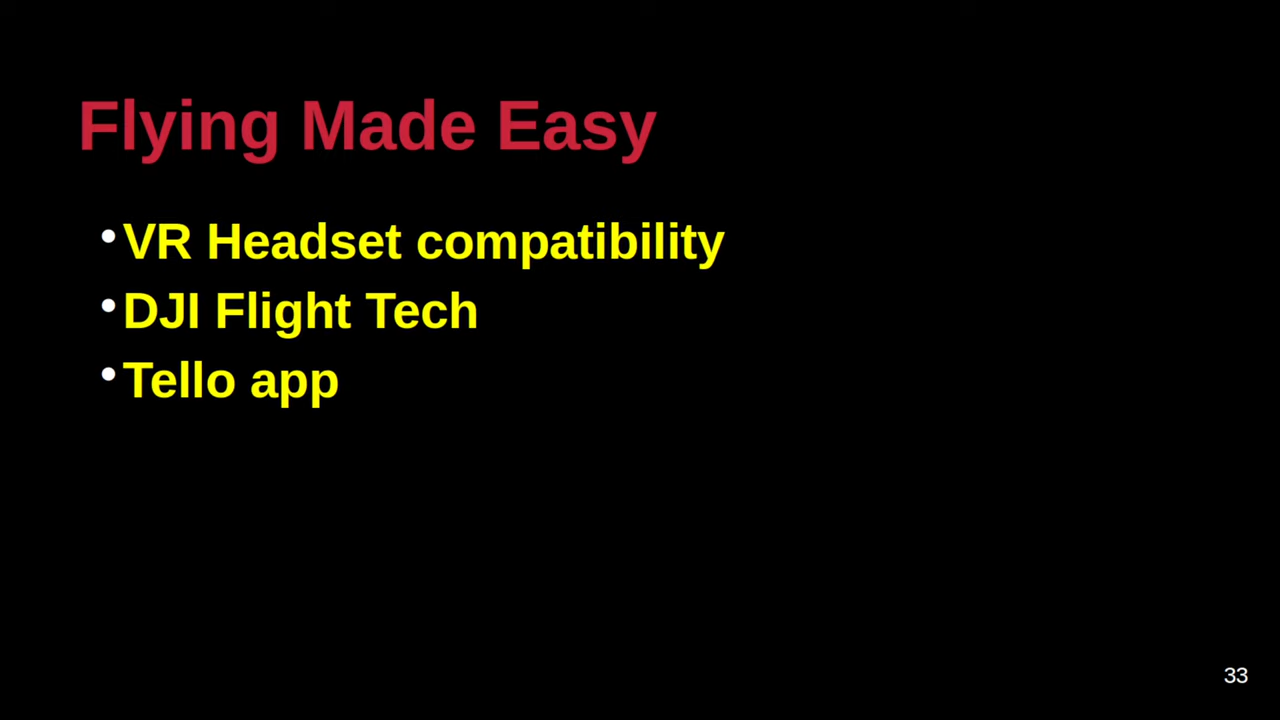 Flying Made Easy
•VR Headset compatibility
•DJI Flight Tech
•Tello app
33